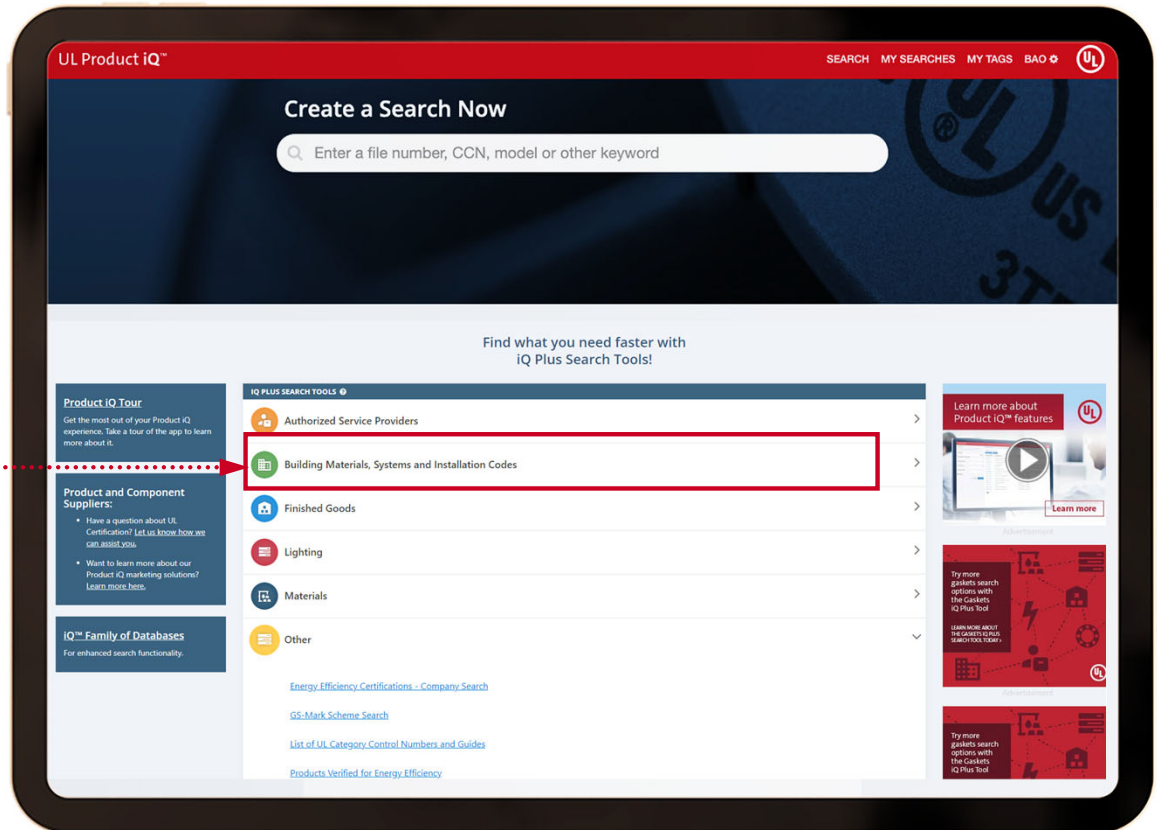 UL Product iQ™
SEARCH MY SEARCHES MY TAGS BAO
UL
Create a Search Now
Enter a file number, CCN, model or other keyword
UL
®
US
3T
Find what you need faster with
iQ Plus Search Tools!
Product iQ Tour
Get the most out of your Product iQ
experience. Take a tour of the app to learn
more about it.
Product and Component
Suppliers:
• Have a question about UL
Certification? Let us know how we
can assist you.
• Want to learn more about our
Product iQ marketing solutions?
Learn more here.
iQ™ Family of Databases
For enhanced search functionality.
IQ PLUS SEARCH TOOLS
Authorized Service Providers
Building Materials, Systems and Installation Codes
Finished Goods
Lighting
Materials
Other
Energy Efficiency Certifications - Company Search
GS-Mark Scheme Search
List of UL Category Control Numbers and Guides
Products Verified for Energy Efficiency
Learn more about
Product iQ™ features
UL
Learn more
Advertisement
Try more
gaskets search
options with
the Gaskets
iQ Plus Tool
LEARN MORE ABOUT
THE GASKETS IQ PLUS
SEARCH TOOL TODAY>
UL
Advertisement
Try more
gaskets search
options with
the Gaskets
iQ Plus Tool